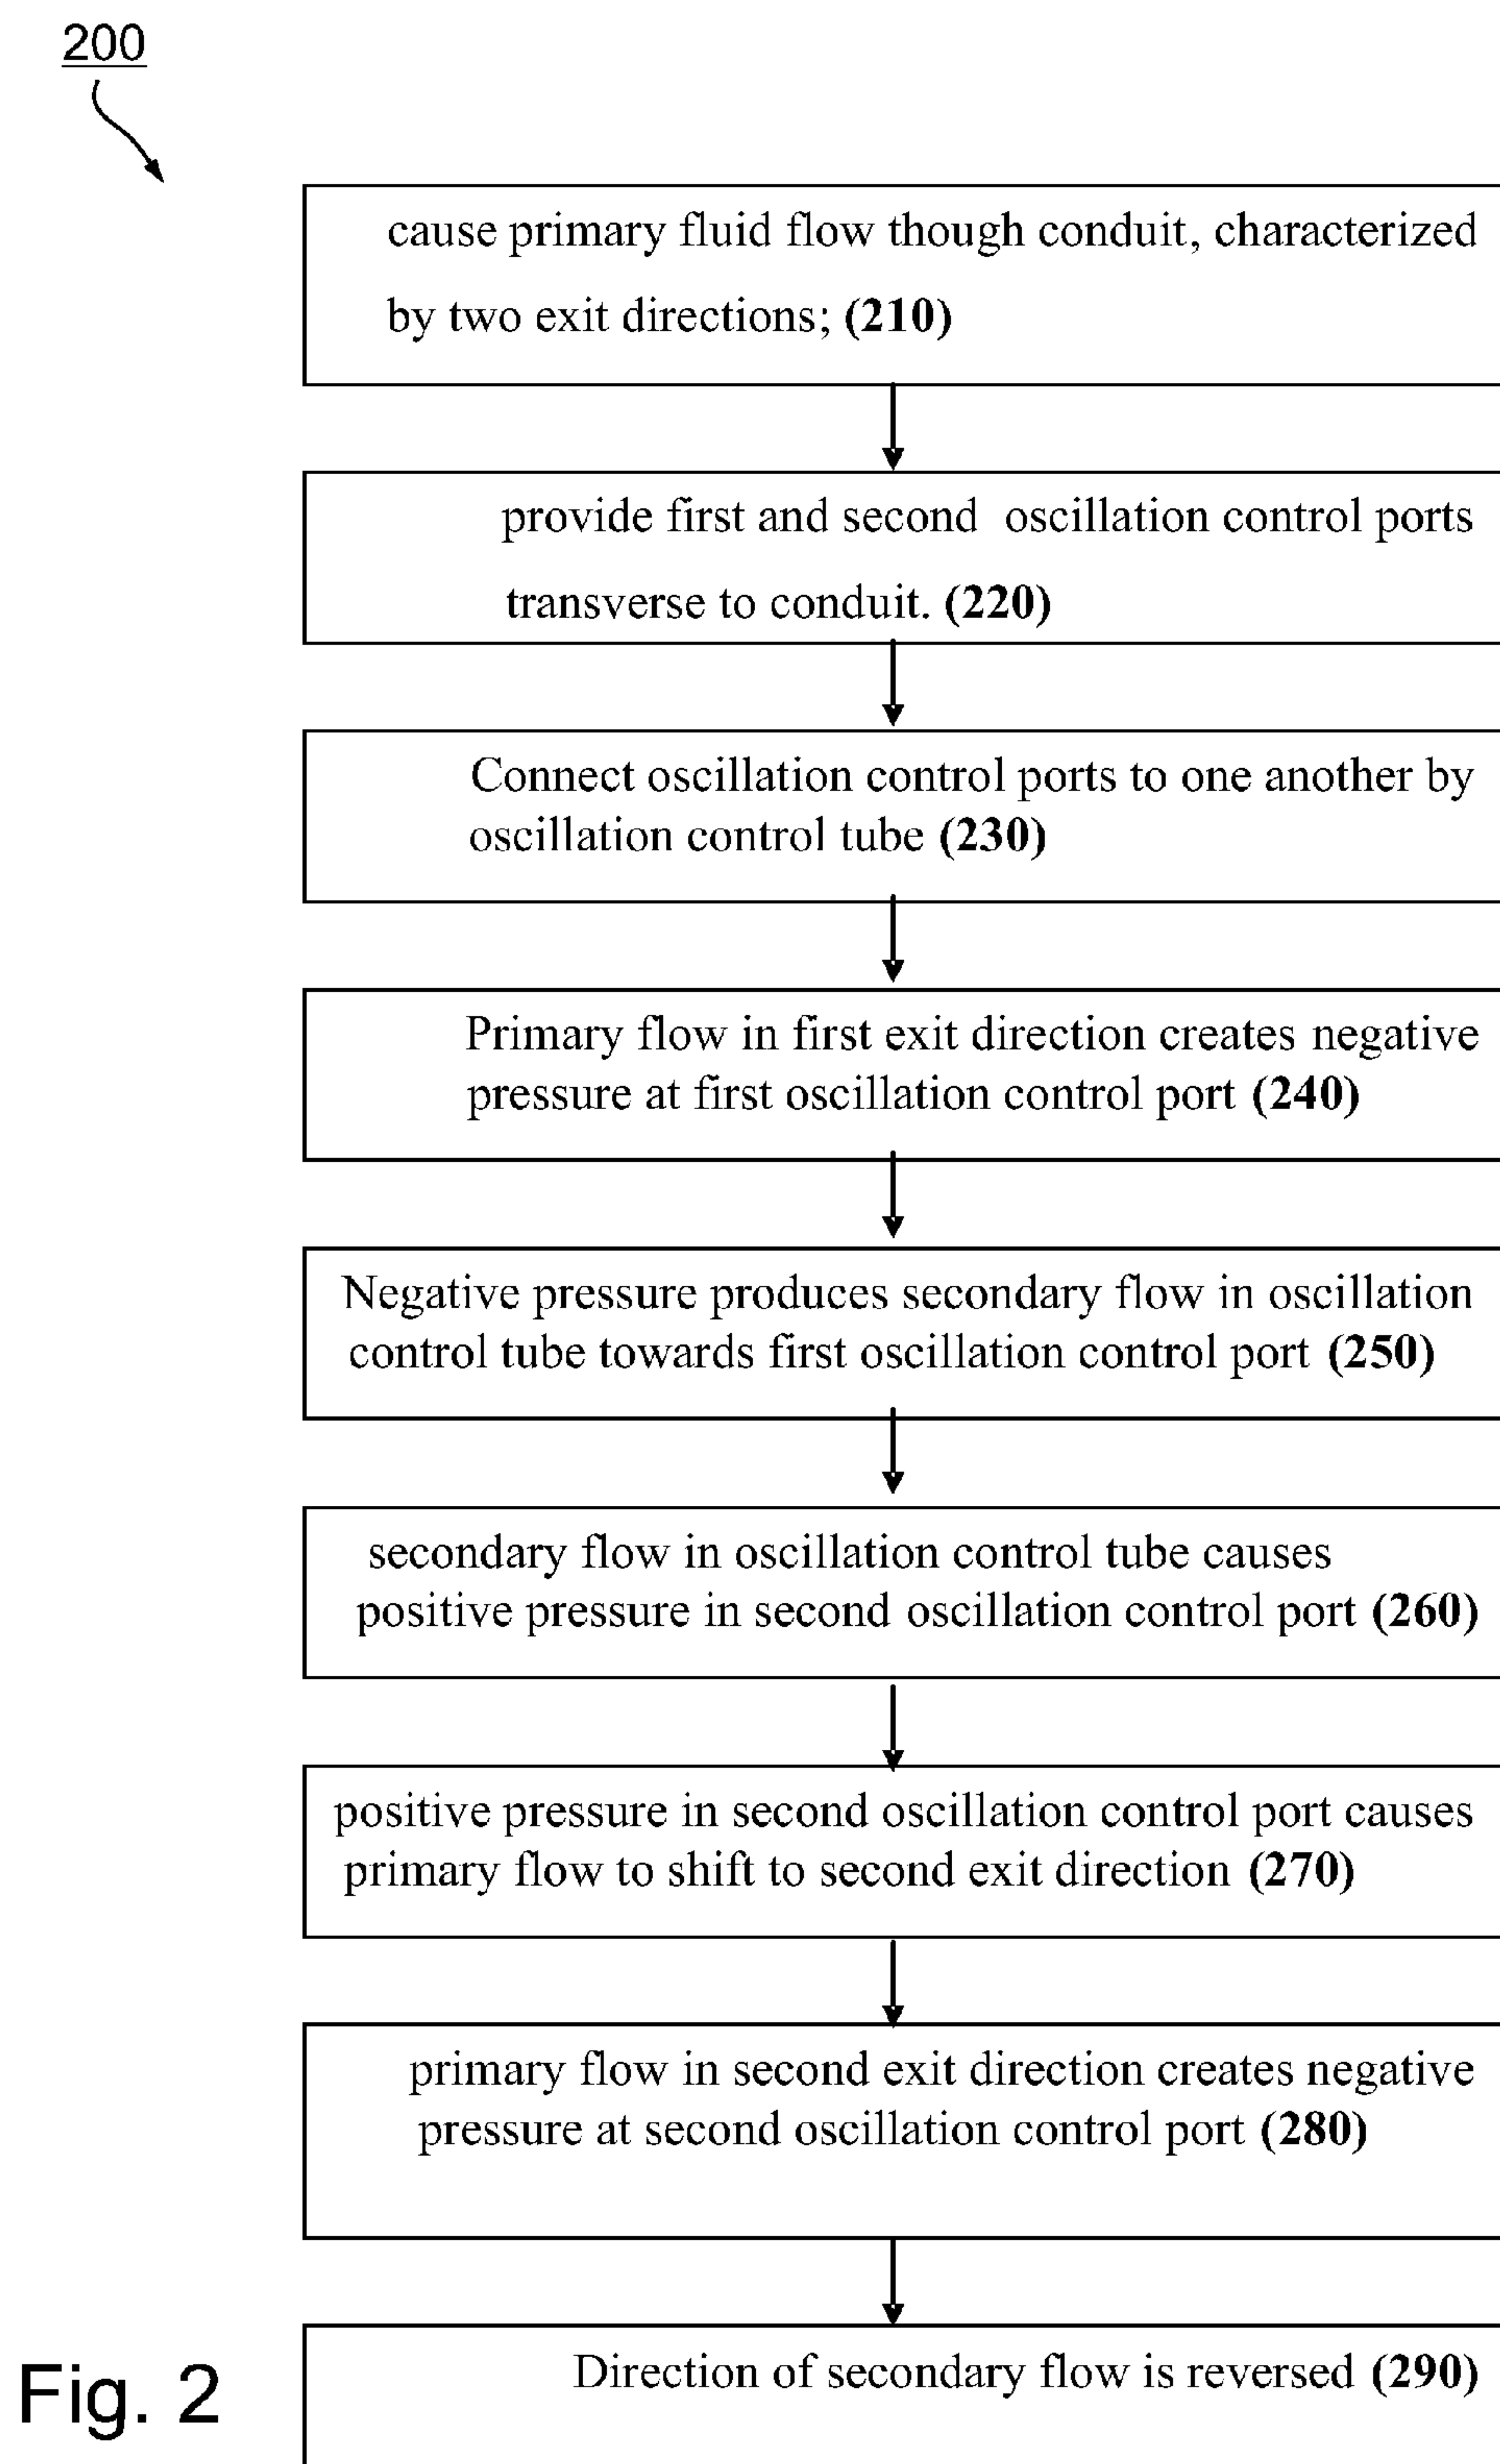 200
cause primary fluid flow though conduit, characterized
by two exit directions; (210)
provide first and second oscillation control ports
transverse to conduit. (220)
Connect oscillation control ports to one another by
oscillation control tube (230)
Primary flow in first exit direction creates negative
pressure at first oscillation control port (240)
Negative pressure produces secondary flow in oscillation
control tube towards first oscillation control port (250)
secondary flow in oscillation control tube causes
positive pressure in second oscillation control port (260)
positive pressure in second oscillation control port causes
primary flow to shift to second exit direction (270)
primary flow in second exit direction creates negative
pressure at second oscillation control port (280)
Direction of secondary flow is reversed (290)
Fig. 2